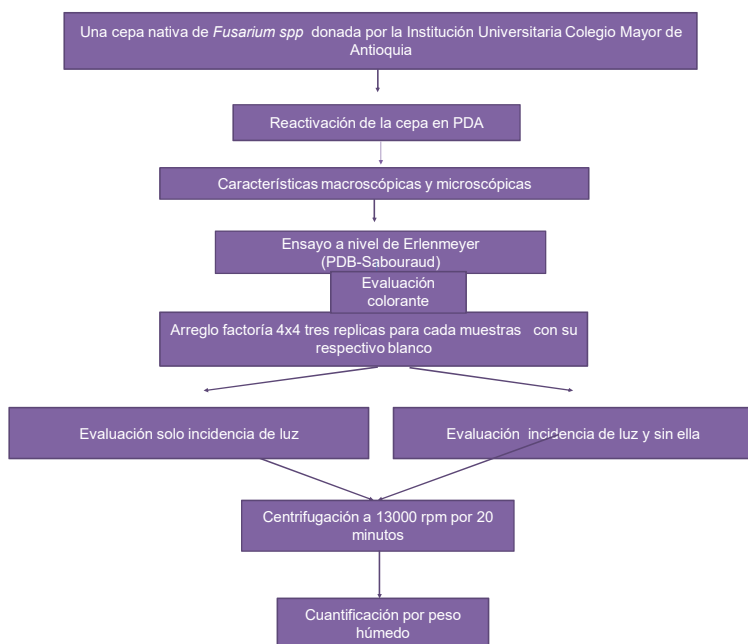 Una cepa nativa de Fusarium spp donada por la Institución Universitaria Colegio Mayor de
Antioquia
Reactivación de la cepa en PDA
Características macroscópicas y microscópicas
Ensayo a nivel de Erlenmeyer
(PDB-Sabouraud)
Evaluación
colorante
Arreglo factoría 4x4 tres replicas para cada muestras con su
respectivo blanco
Evaluación solo incidencia de luz
Evaluación incidencia de luz y sin ella
Centrifugación a 13000 rpm por 20
minutos
Cuantificación por peso
húmedo